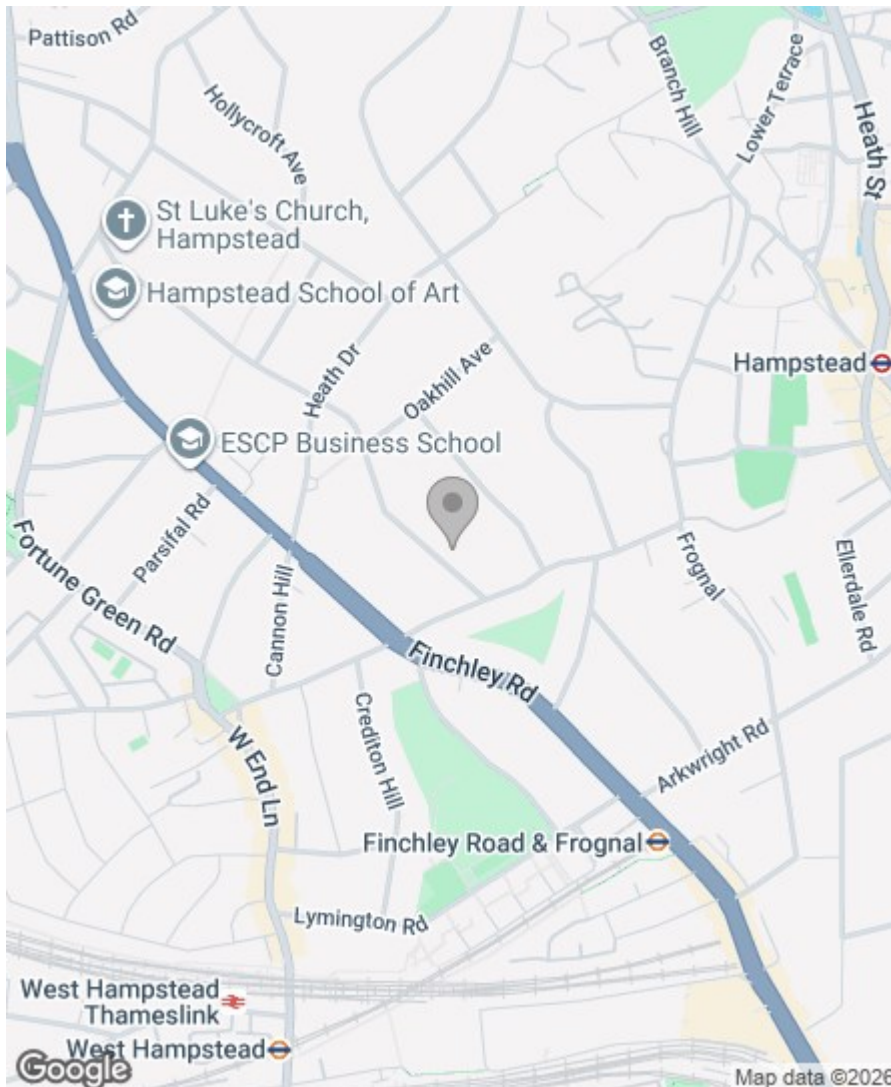 Pattison Rd
Hollycroft Ave
Branch Hill
Lower Terrace
Heath St
St Luke's Church,
Hampstead
Hampstead School of Art
Heath Dr
Oakhill Ave
Hampstead
ESCP Business School
Parsifal Rd
Fortune Green Rd
Cannon Hill
Frognal
Ellerdale Rd
Finchley Rd
Crediton Hill
W End Ln
Arkwright Rd
Finchley Road & Frognal
Lymington Rd
West Hampstead
Thameslink
West Hampstead
Google
Map data ©2026